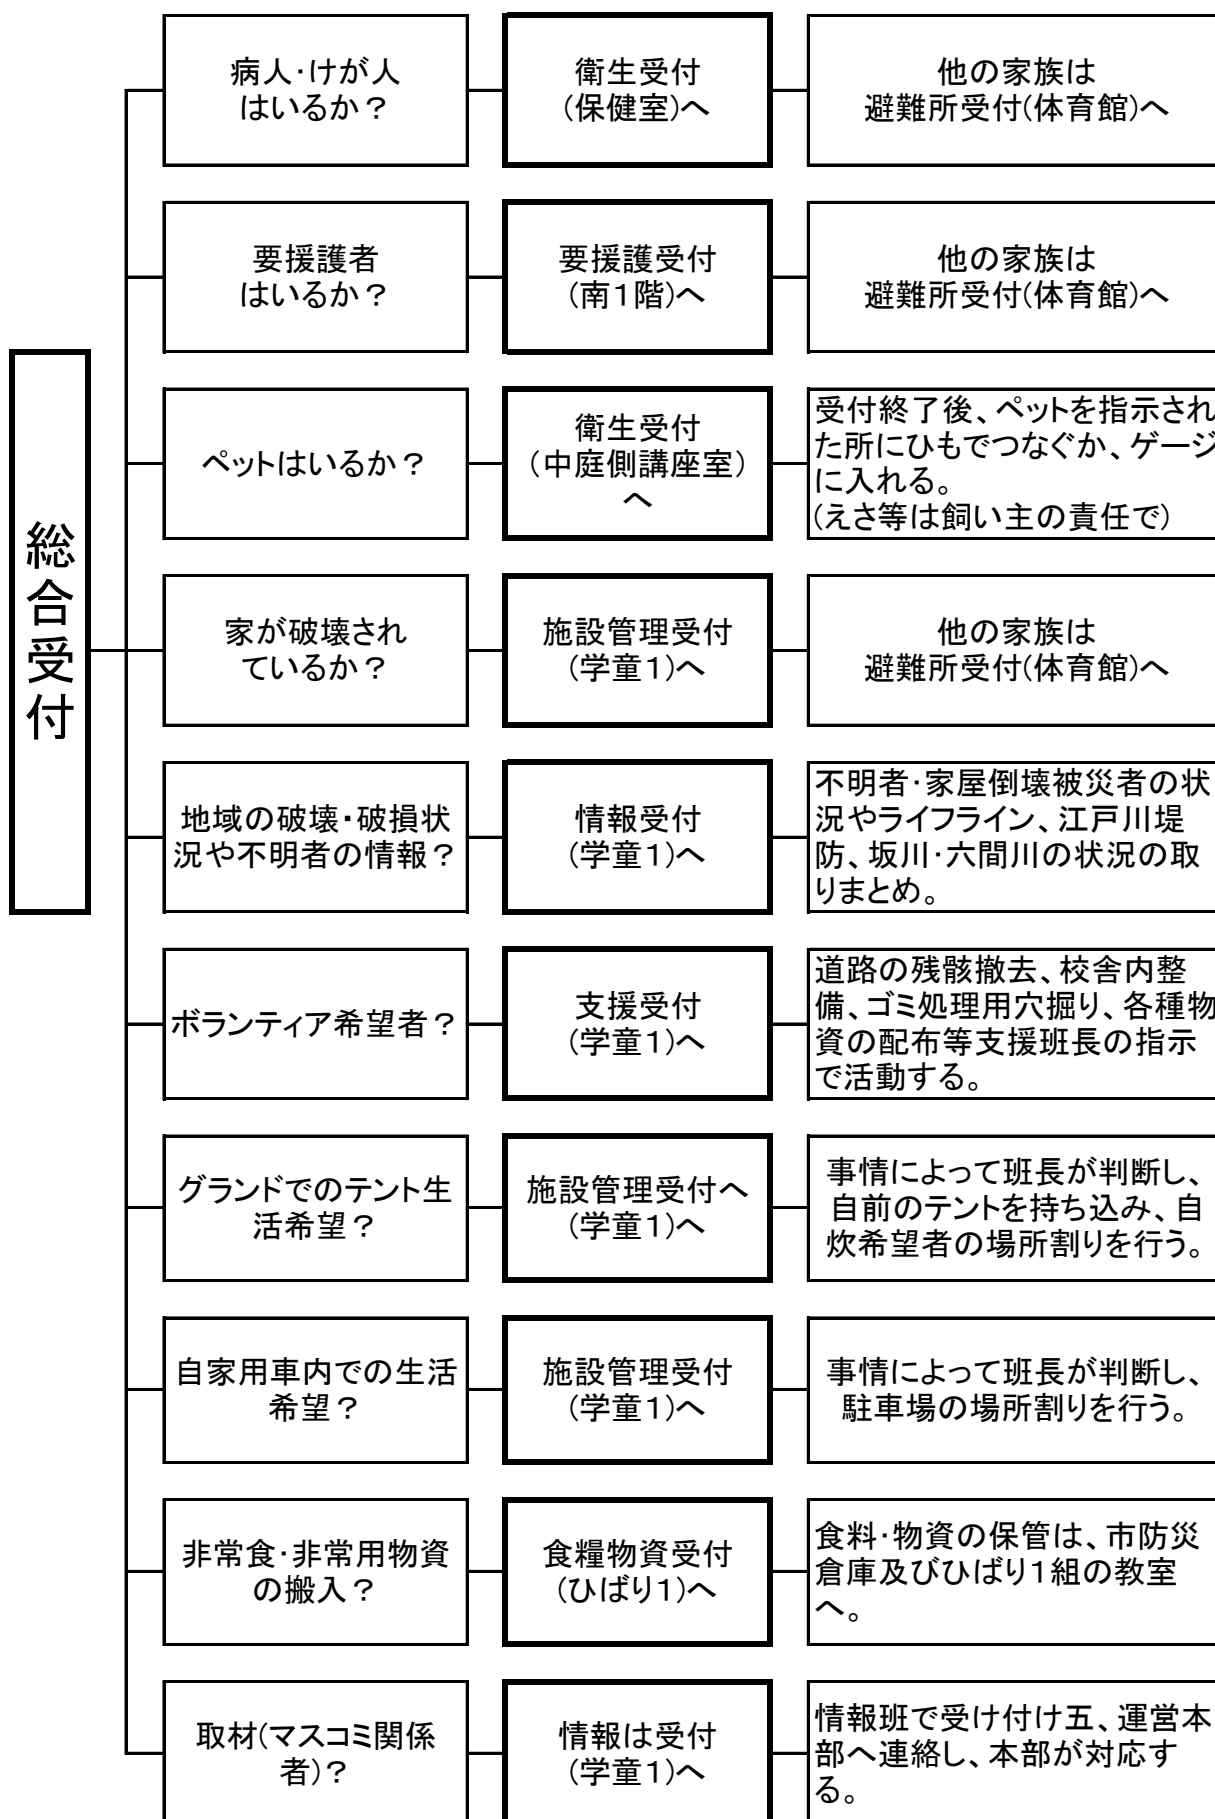 総合受付
病人・けが人
はいるか？
衛生受付
(保健室)へ
他の家族は
避難所受付(体育館)へ
要援護者
はいるか？
要援護受付
(南１階)へ
他の家族は
避難所受付(体育館)へ
ペットはいるか？
衛生受付
（中庭側講座室）
へ
受付終了後、ペットを指示され
た所にひもでつなぐか、ゲージ
に入れる。
(えさ等は飼い主の責任で)
家が破壊され
ているか？
施設管理受付
(学童1)へ
他の家族は
避難所受付(体育館)へ
地域の破壊・破損状
況や不明者の情報？
情報受付
(学童1)へ
不明者・家屋倒壊被災者の状
況やライフライン、江戸川堤
防、坂川・六間川の状況の取
りまとめ。
ボランティア希望者？
支援受付
(学童1)へ
道路の残骸撤去、校舎内整
備、ゴミ処理用穴掘り、各種物
資の配布等支援班長の指示
で活動する。
グランドでのテント生
活希望？
施設管理受付へ
(学童1)へ
事情によって班長が判断し、
自前のテントを持ち込み、自
炊希望者の場所割りを行う。
自家用車内での生活
希望？
施設管理受付
(学童1)へ
事情によって班長が判断し、
駐車場の場所割りを行う。
非常食・非常用物資
の搬入？
食糧物資受付
(ひばり１)へ
食料・物資の保管は、市防災
倉庫及びひばり１組の教室
へ。
取材(マスコミ関係
者)？
情報は受付
(学童1)へ
情報班で受け付け五、運営本
部へ連絡し、本部が対応す
る。